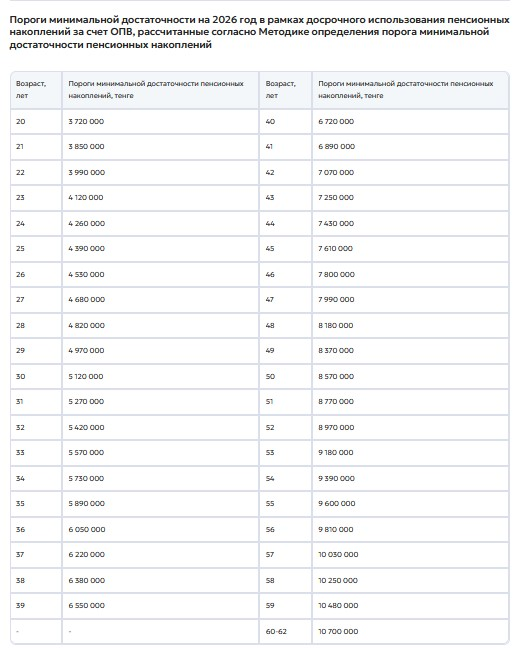 Пороги минимальной достаточности на 2026 год в рамках досрочного использования пенсионных
накоплений за счет ОПВ, рассчитанные согласно Методике определения порога минимальной
достаточности пенсионных накоплений
Возраст, лет Пороги минимальной достаточности пенсионных накоплений, тенге Возраст, лет Пороги минимальной достаточности пенсионных накоплений, тенге
20 3 720 000 40 6 720 000
21 3 850 000 41 6 890 000
22 3 990 000 42 7 070 000
23 4 120 000 43 7 250 000
24 4 260 000 44 7 430 000
25 4 390 000 45 7 610 000
26 4 530 000 46 7 800 000
27 4 680 000 47 7 990 000
28 4 820 000 48 8 180 000
29 4 970 000 49 8 370 000
30 5 120 000 50 8 570 000
31 5 270 000 51 8 770 000
32 5 420 000 52 8 970 000
33 5 570 000 53 9 180 000
34 5 730 000 54 9 390 000
35 5 890 000 55 9 600 000
36 6 050 000 56 9 810 000
37 6 220 000 57 10 030 000
38 6 380 000 58 10 250 000
39 6 550 000 59 10 480 000
- - 60-62 10 700 000